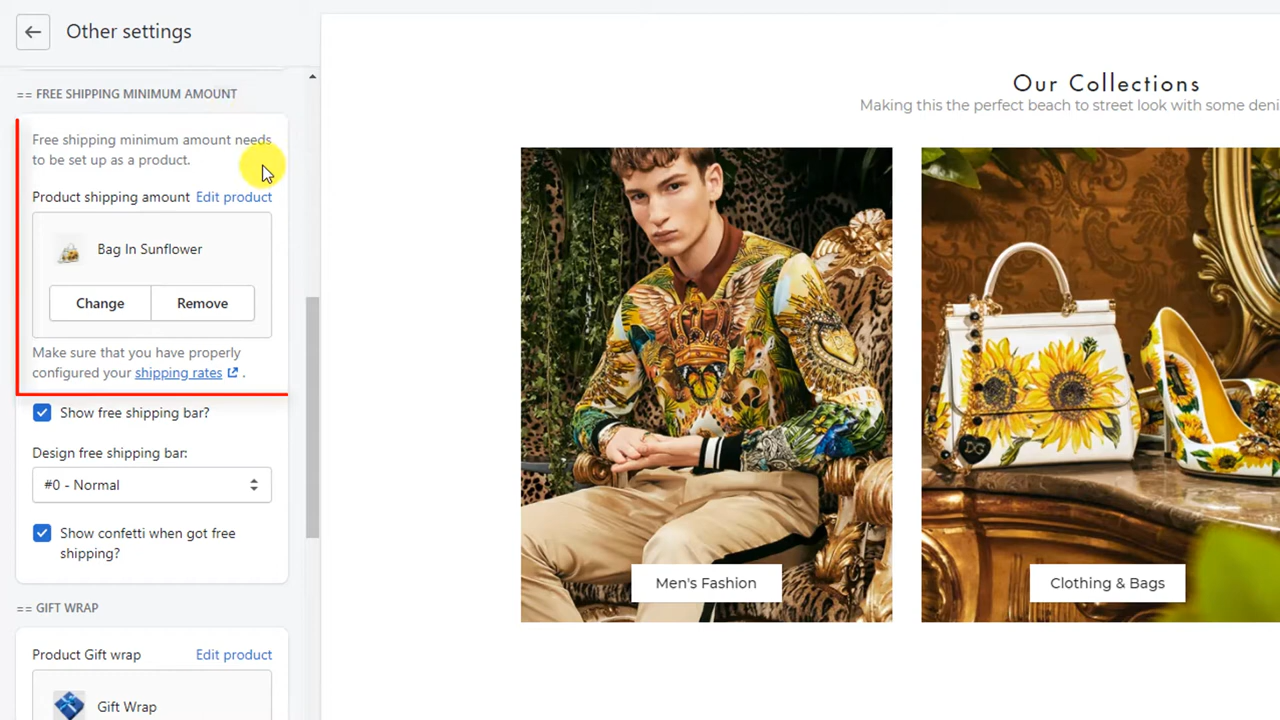 Other settings
== FREE SHIPPING MINIMUM AMOUNT
Free shipping minimum amount needs
to be set up as a product.
Product shipping amount Edit product
Bag In Sunflower
Change Remove
Make sure that you have properly
configured your shipping rates .
Show free shipping bar?
Design free shipping bar:
#0 - Normal
Show confetti when got free
shipping?
== GIFT WRAP
Product Gift wrap Edit product
Gift Wrap
Our Collections
Making this the perfect beach to street look with some deni
DG
Men's Fashion
Clothing & Bags